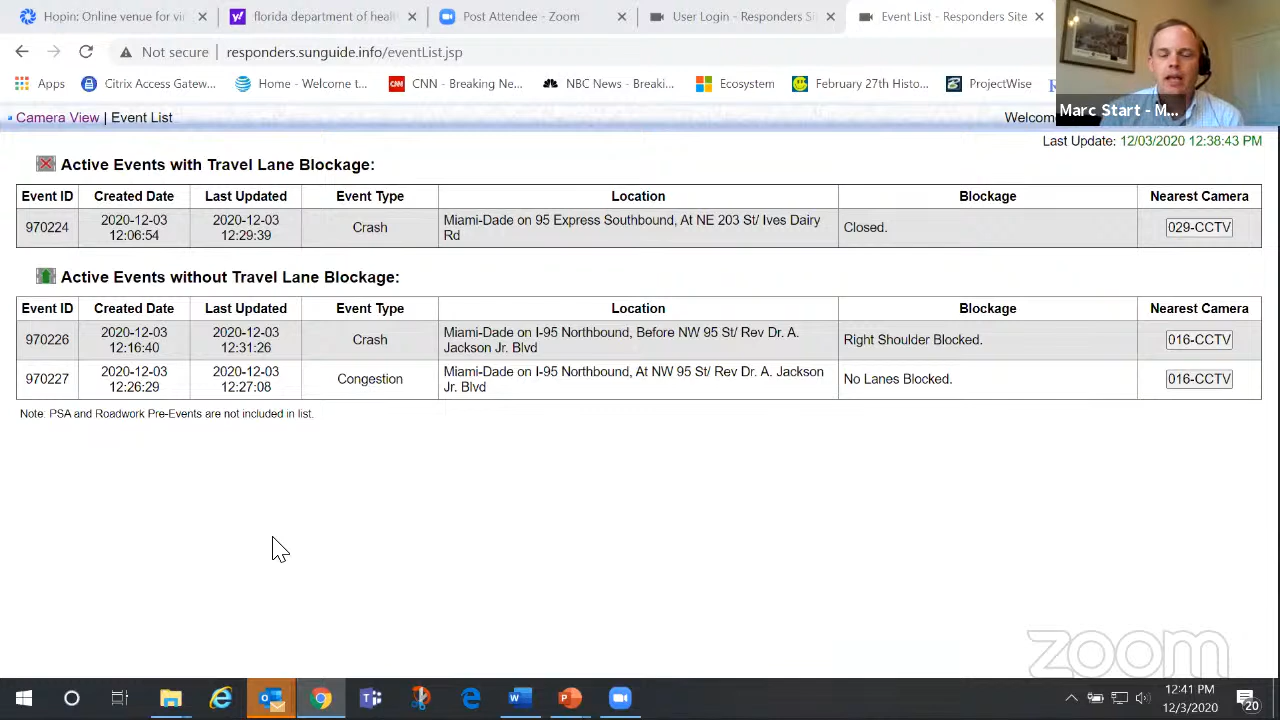 Hopin: Online venue for vir
florida department of healt
Post Attendee - Zoom
User Login - Responders Si
Event List - Responders Site
Not secure
responders.sunguide.info/eventList.jsp
Apps
Citrix Access Gatew...
Home - Welcome t...
CNN - Breaking Ne...
NBC News - Breaki...
Ecosystem
February 27th Histo...
ProjectWise
Marc Start - M...
Camera View | Event List
Welcome
Last Update: 12/03/2020 12:38:43 PM
Active Events with Travel Lane Blockage:
Event ID Created Date Last Updated Event Type Location Blockage Nearest Camera
970224 2020-12-03 12:06:54 2020-12-03 12:29:39 Crash Miami-Dade on 95 Express Southbound, At NE 203 St/ Ives Dairy Rd Closed. 029-CCTV
Active Events without Travel Lane Blockage:
Event ID Created Date Last Updated Event Type Location Blockage Nearest Camera
970226 2020-12-03 12:16:40 2020-12-03 12:31:26 Crash Miami-Dade on I-95 Northbound, Before NW 95 St/ Rev Dr. A. Jackson Jr. Blvd Right Shoulder Blocked. 016-CCTV
970227 2020-12-03 12:26:29 2020-12-03 12:27:08 Congestion Miami-Dade on I-95 Northbound, At NW 95 St/ Rev Dr. A. Jackson Jr. Blvd No Lanes Blocked. 016-CCTV
Note: PSA and Roadwork Pre-Events are not included in list.
zoom
12:41 PM
12/3/2020
20